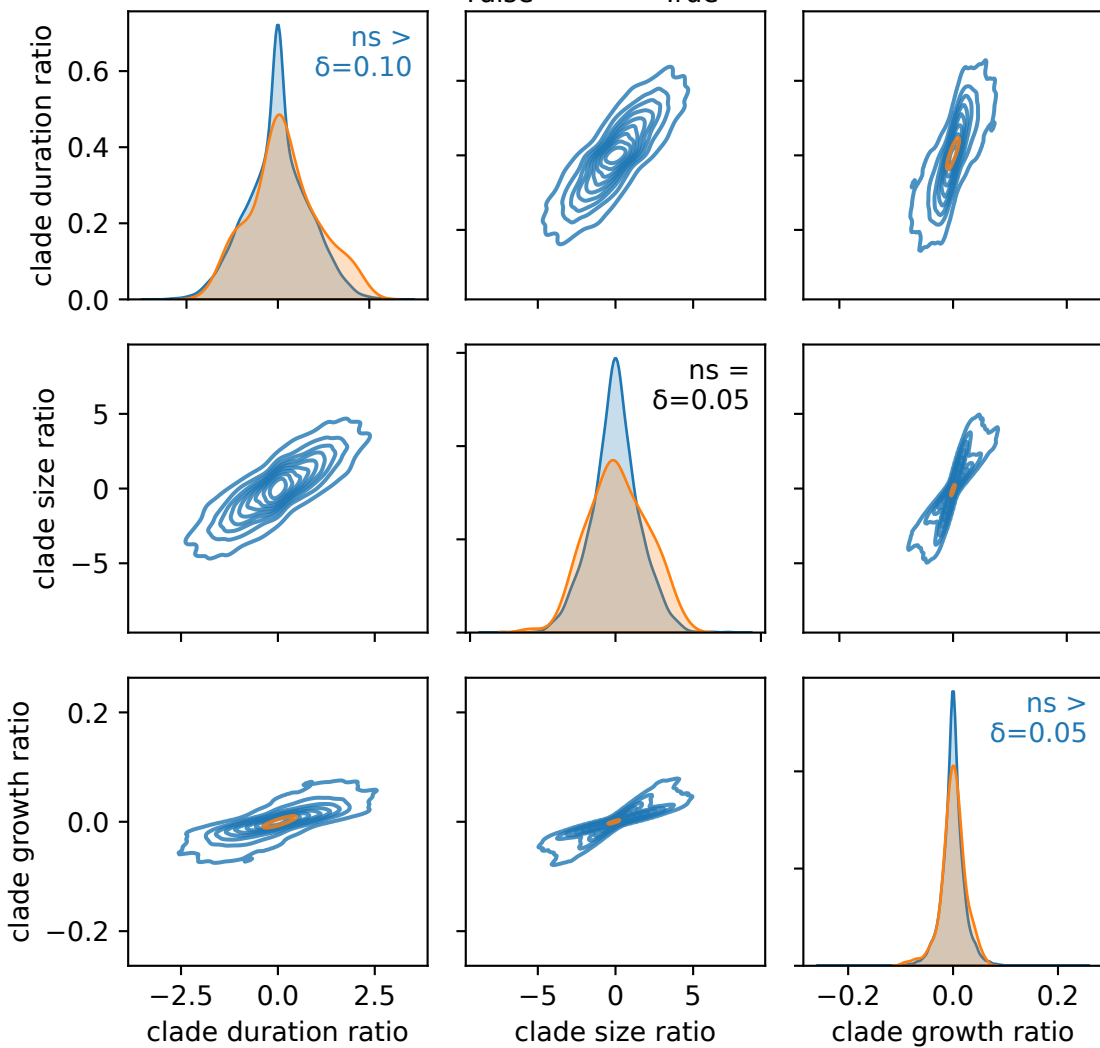 clade duration ratio
0.6
0.4
0.2
0.0
ns >
δ=0.10
clade size ratio
5
0
−5
ns =
δ=0.05
clade growth ratio
0.2
0.0
−0.2
ns >
δ=0.05
−2.5 0.0 2.5
clade duration ratio
−5 0 5
clade size ratio
−0.2 0.0 0.2
clade growth ratio